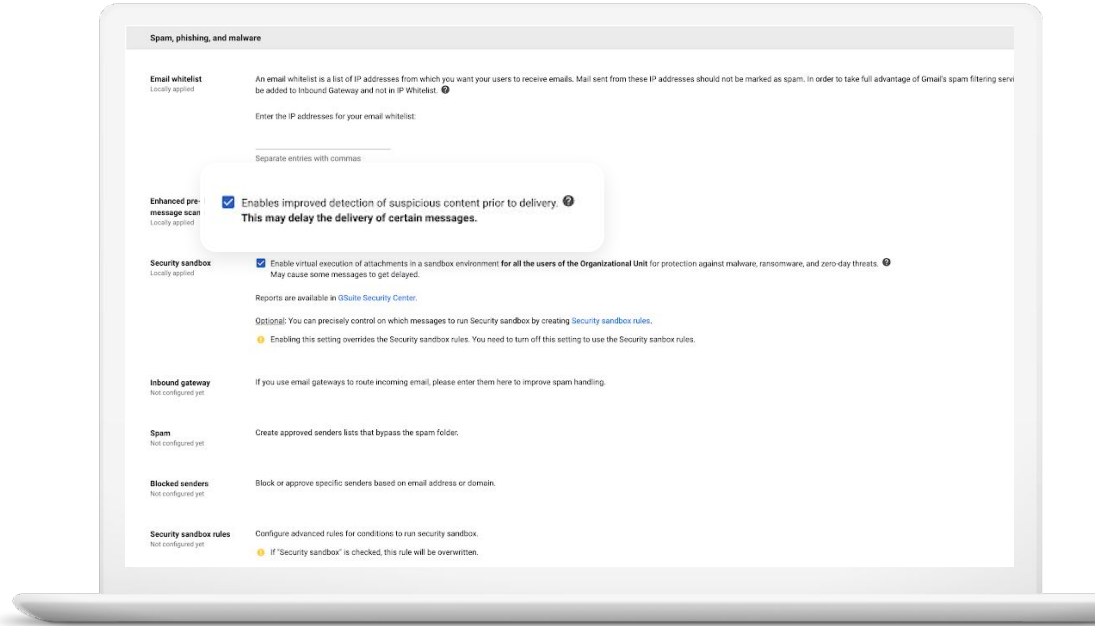 Spam, phishing, and malware
Email whitelist
Locally applied
An email whitelist is a list of IP addresses from which you want your users to receive emails. Mail sent from these IP addresses should not be marked as spam. In order to take full advantage of Gmail's spam filtering servi
be added to Inbound Gateway and not in IP Whitelist.
Enter the IP addresses for your email whitelist:
Separate entries with commas
Enhanced pre-
message scan
Locally applied
Enables improved detection of suspicious content prior to delivery.
This may delay the delivery of certain messages.
Security sandbox
Locally applied
Enable virtual execution of attachments in a sandbox environment for all the users of the Organizational Unit for protection against malware, ransomware, and zero-day threats.
May cause some messages to get delayed.
Reports are available in GSuite Security Center.
Optional: You can precisely control on which messages to run Security sandbox by creating Security sandbox rules.
Enabling this setting overrides the Security sandbox rules. You need to turn off this setting to use the Security sanbox rules.
Inbound gateway
Not configured yet
If you use email gateways to route incoming email, please enter them here to improve spam handling.
Spam
Not configured yet
Create approved senders lists that bypass the spam folder.
Blocked senders
Not configured yet
Block or approve specific senders based on email address or domain.
Security sandbox rules
Not configured yet
Configure advanced rules for conditions to run security sandbox.
If "Security sandbox" is checked, this rule will be overwritten.